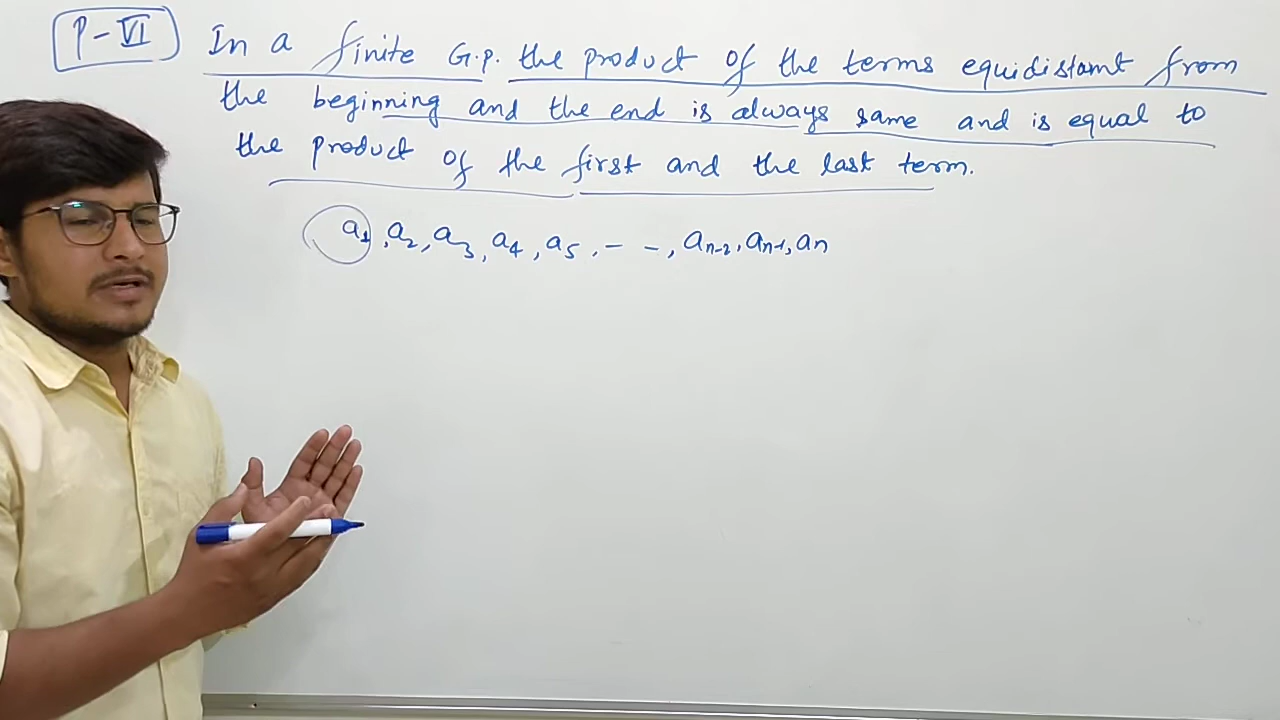 P-VI In a finite G.P. the product of the terms equidistant from
the beginning and the end is always same and is equal to
the product of the first and the last term.
a1, a2, a3, a4, a5, - -, an-2, an-1, an